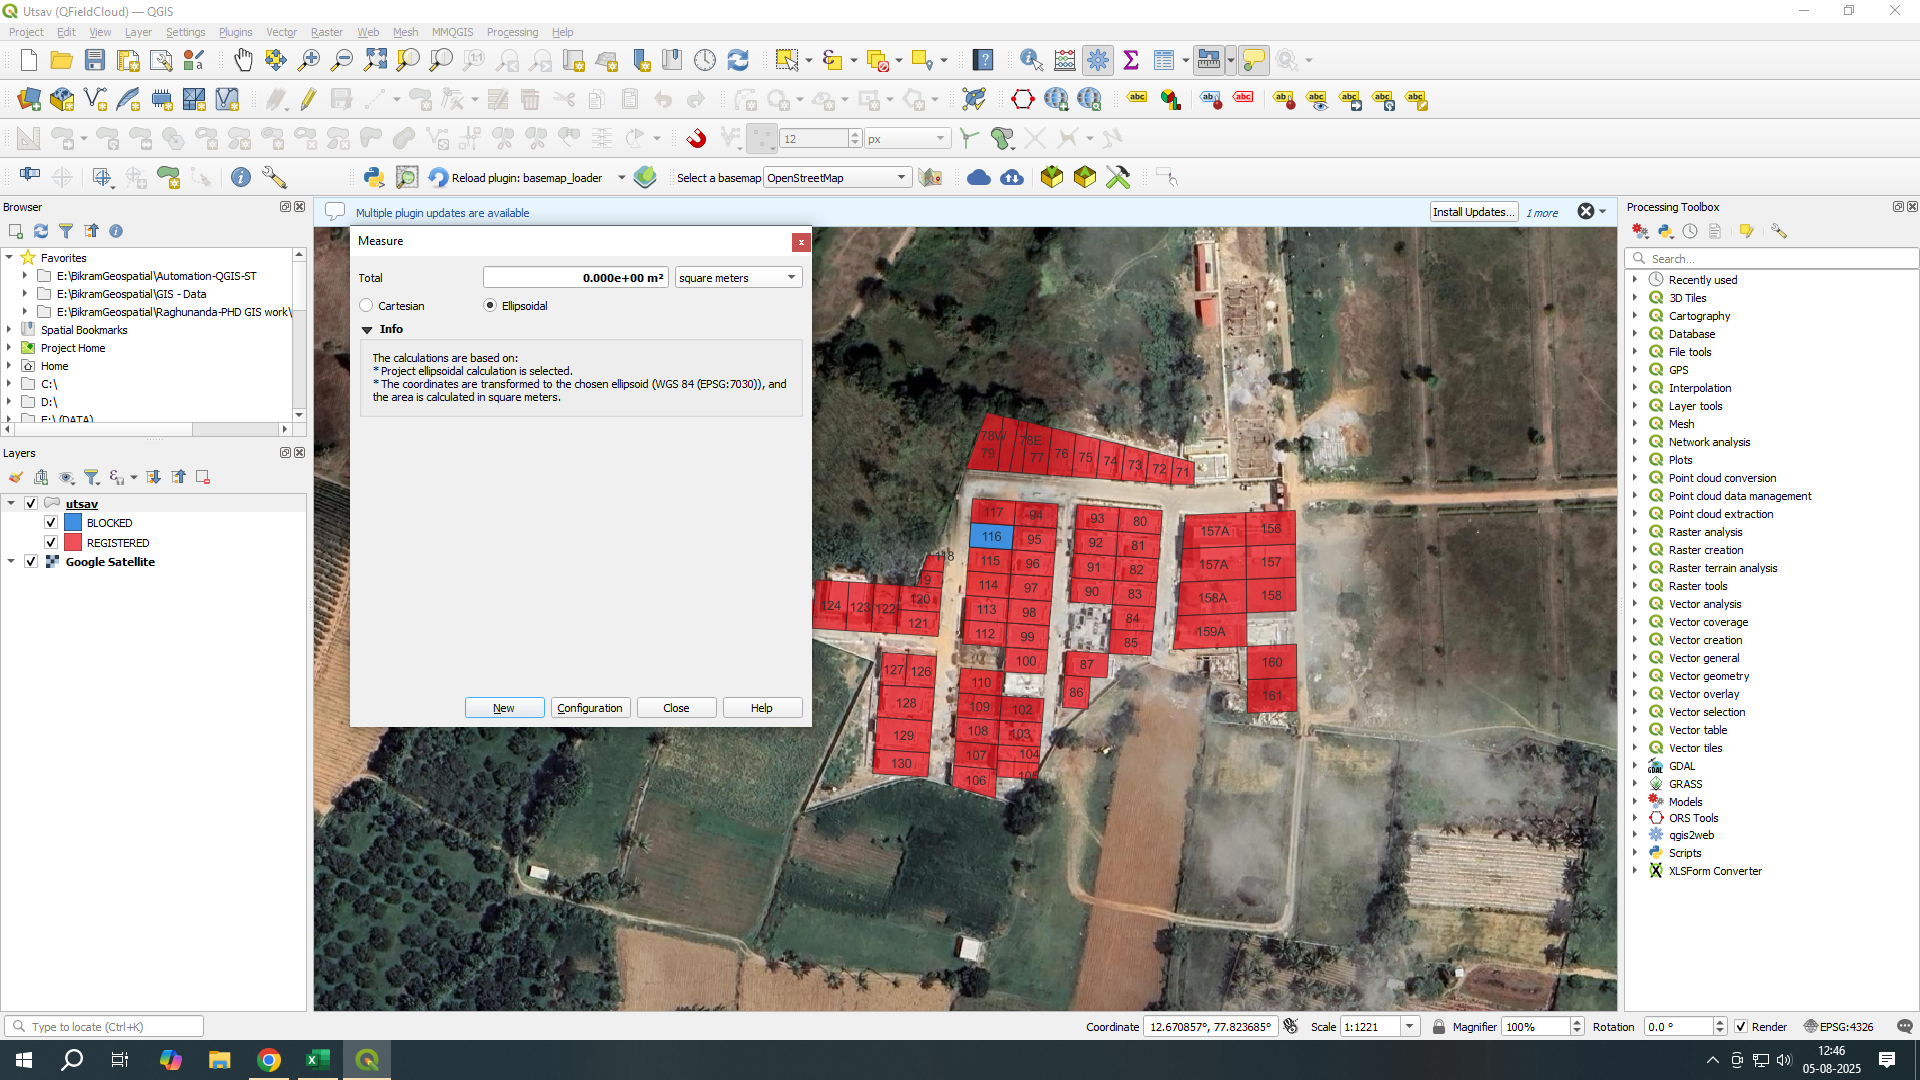 Utsav (QFieldCloud) — QGIS
Project Edit View Layer Settings Plugins Vector Raster Web Mesh MMQGIS Processing Help
12 px
Reload plugin: basemap_loader Select a basemap OpenStreetMap
Browser
Favorites
E:\BikramGeospatial\Automation-QGIS-ST
E:\BikramGeospatial\GIS - Data
E:\BikramGeospatial\Raghunanda-PHD GIS work\
Spatial Bookmarks
Project Home
Home
C:\
D:\
E:\ (DATA)
Layers
utsav
BLOCKED
REGISTERED
Google Satellite
Type to locate (Ctrl+K)
Multiple plugin updates are available Install Updates... 1 more
Measure
Total 0.000e+00 m² square meters
Cartesian Ellipsoidal
Info
The calculations are based on:
* Project ellipsoidal calculation is selected.
* The coordinates are transformed to the chosen ellipsoid (WGS 84 (EPSG:7030)), and
the area is calculated in square meters.
New Configuration Close Help
78W 78E
79 77 76 75 74 73 72 71
117 94 93 80 157A 156
116 95 92 81
115 96 91 82 157A 157
114 97 90 83 158A 158
113 98 84 159A
112 99 85
100 87 160
110 86 161
118
9
124 123 122 120
121
127 126
128 109 102
129 108 103
107 104
130 106 105
Processing Toolbox
Search...
Recently used
3D Tiles
Cartography
Database
File tools
GPS
Interpolation
Layer tools
Mesh
Network analysis
Plots
Point cloud conversion
Point cloud data management
Point cloud extraction
Raster analysis
Raster creation
Raster terrain analysis
Raster tools
Vector analysis
Vector coverage
Vector creation
Vector general
Vector geometry
Vector overlay
Vector selection
Vector table
Vector tiles
GDAL
GRASS
Models
ORS Tools
qgis2web
Scripts
XLSForm Converter
Coordinate 12.670857°, 77.823685° Scale 1:1221 Magnifier 100% Rotation 0.0 ° Render EPSG:4326
12:46
05-08-2025